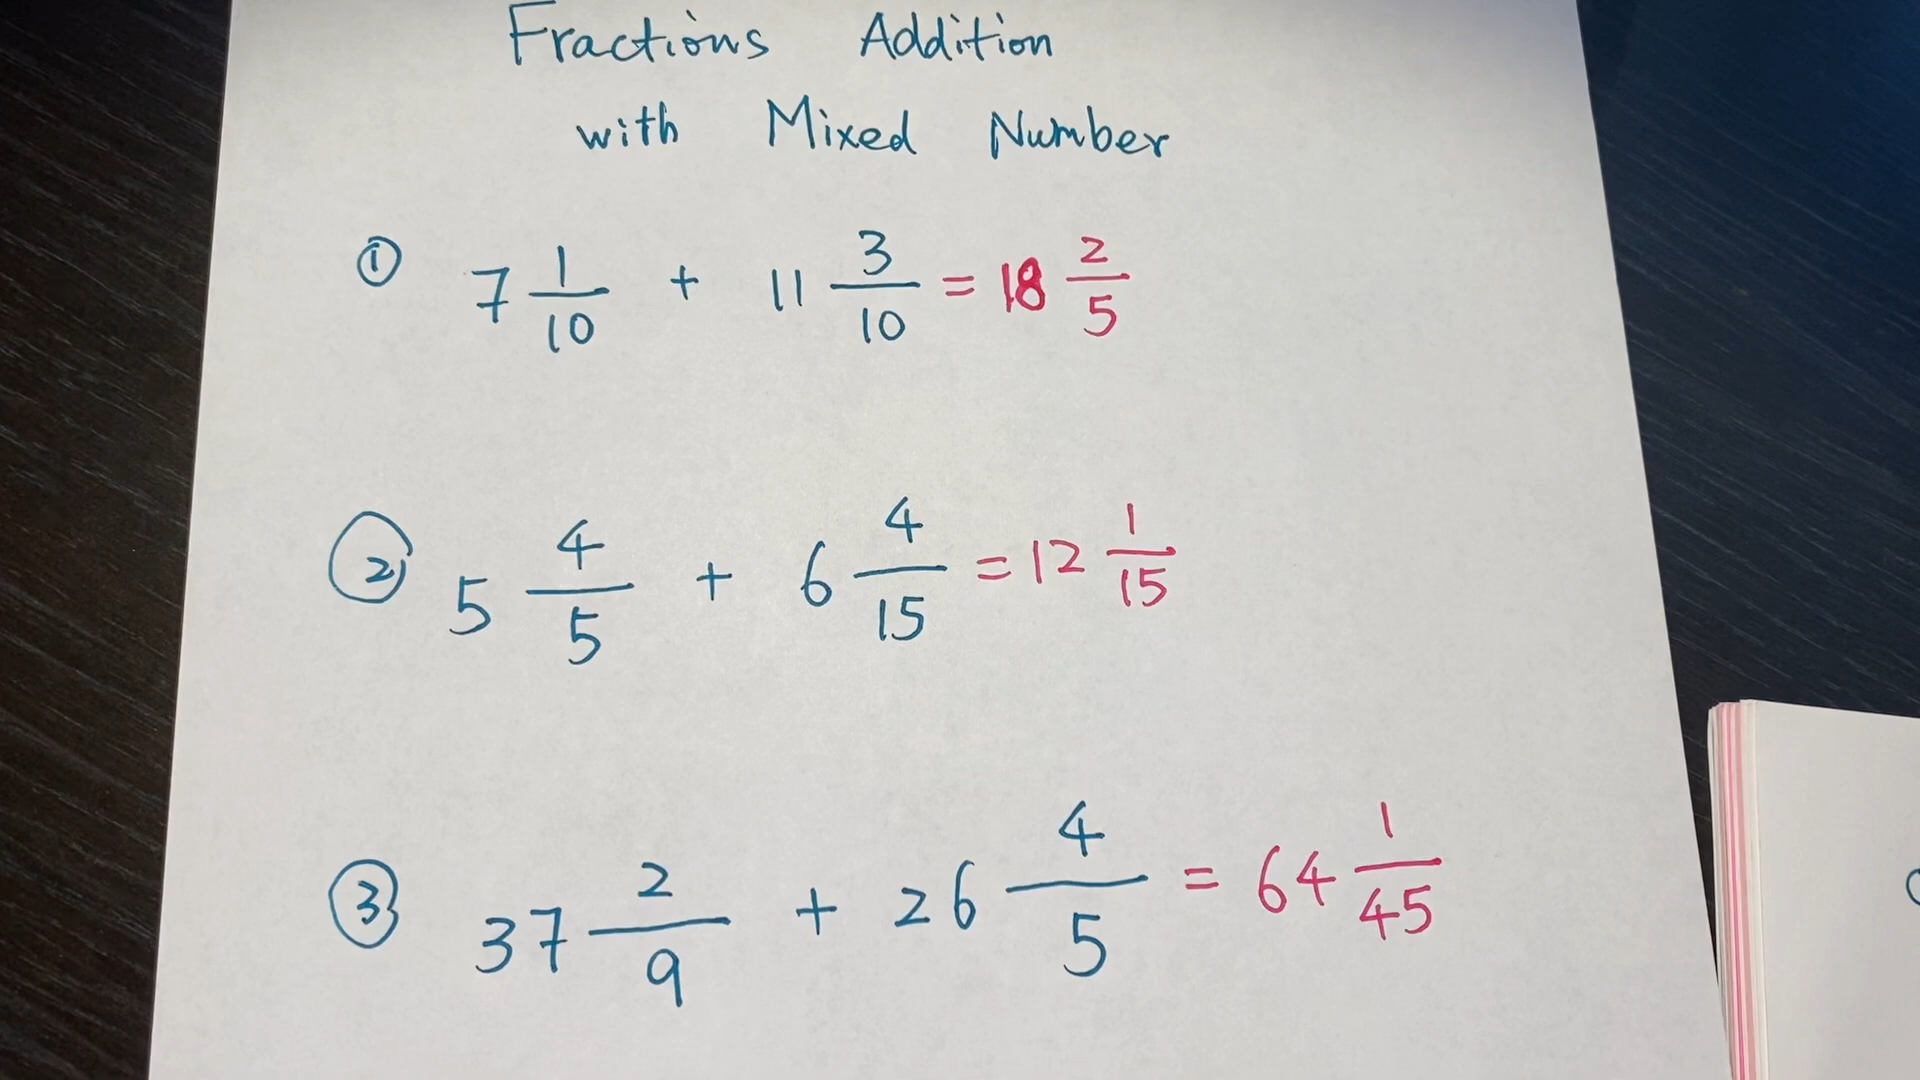 Fractions Addition
with Mixed Number
① 7 1/10 + 11 3/10 = 18 2/5
② 5 4/5 + 6 4/15 = 12 1/15
③ 37 2/9 + 26 4/5 = 64 1/45